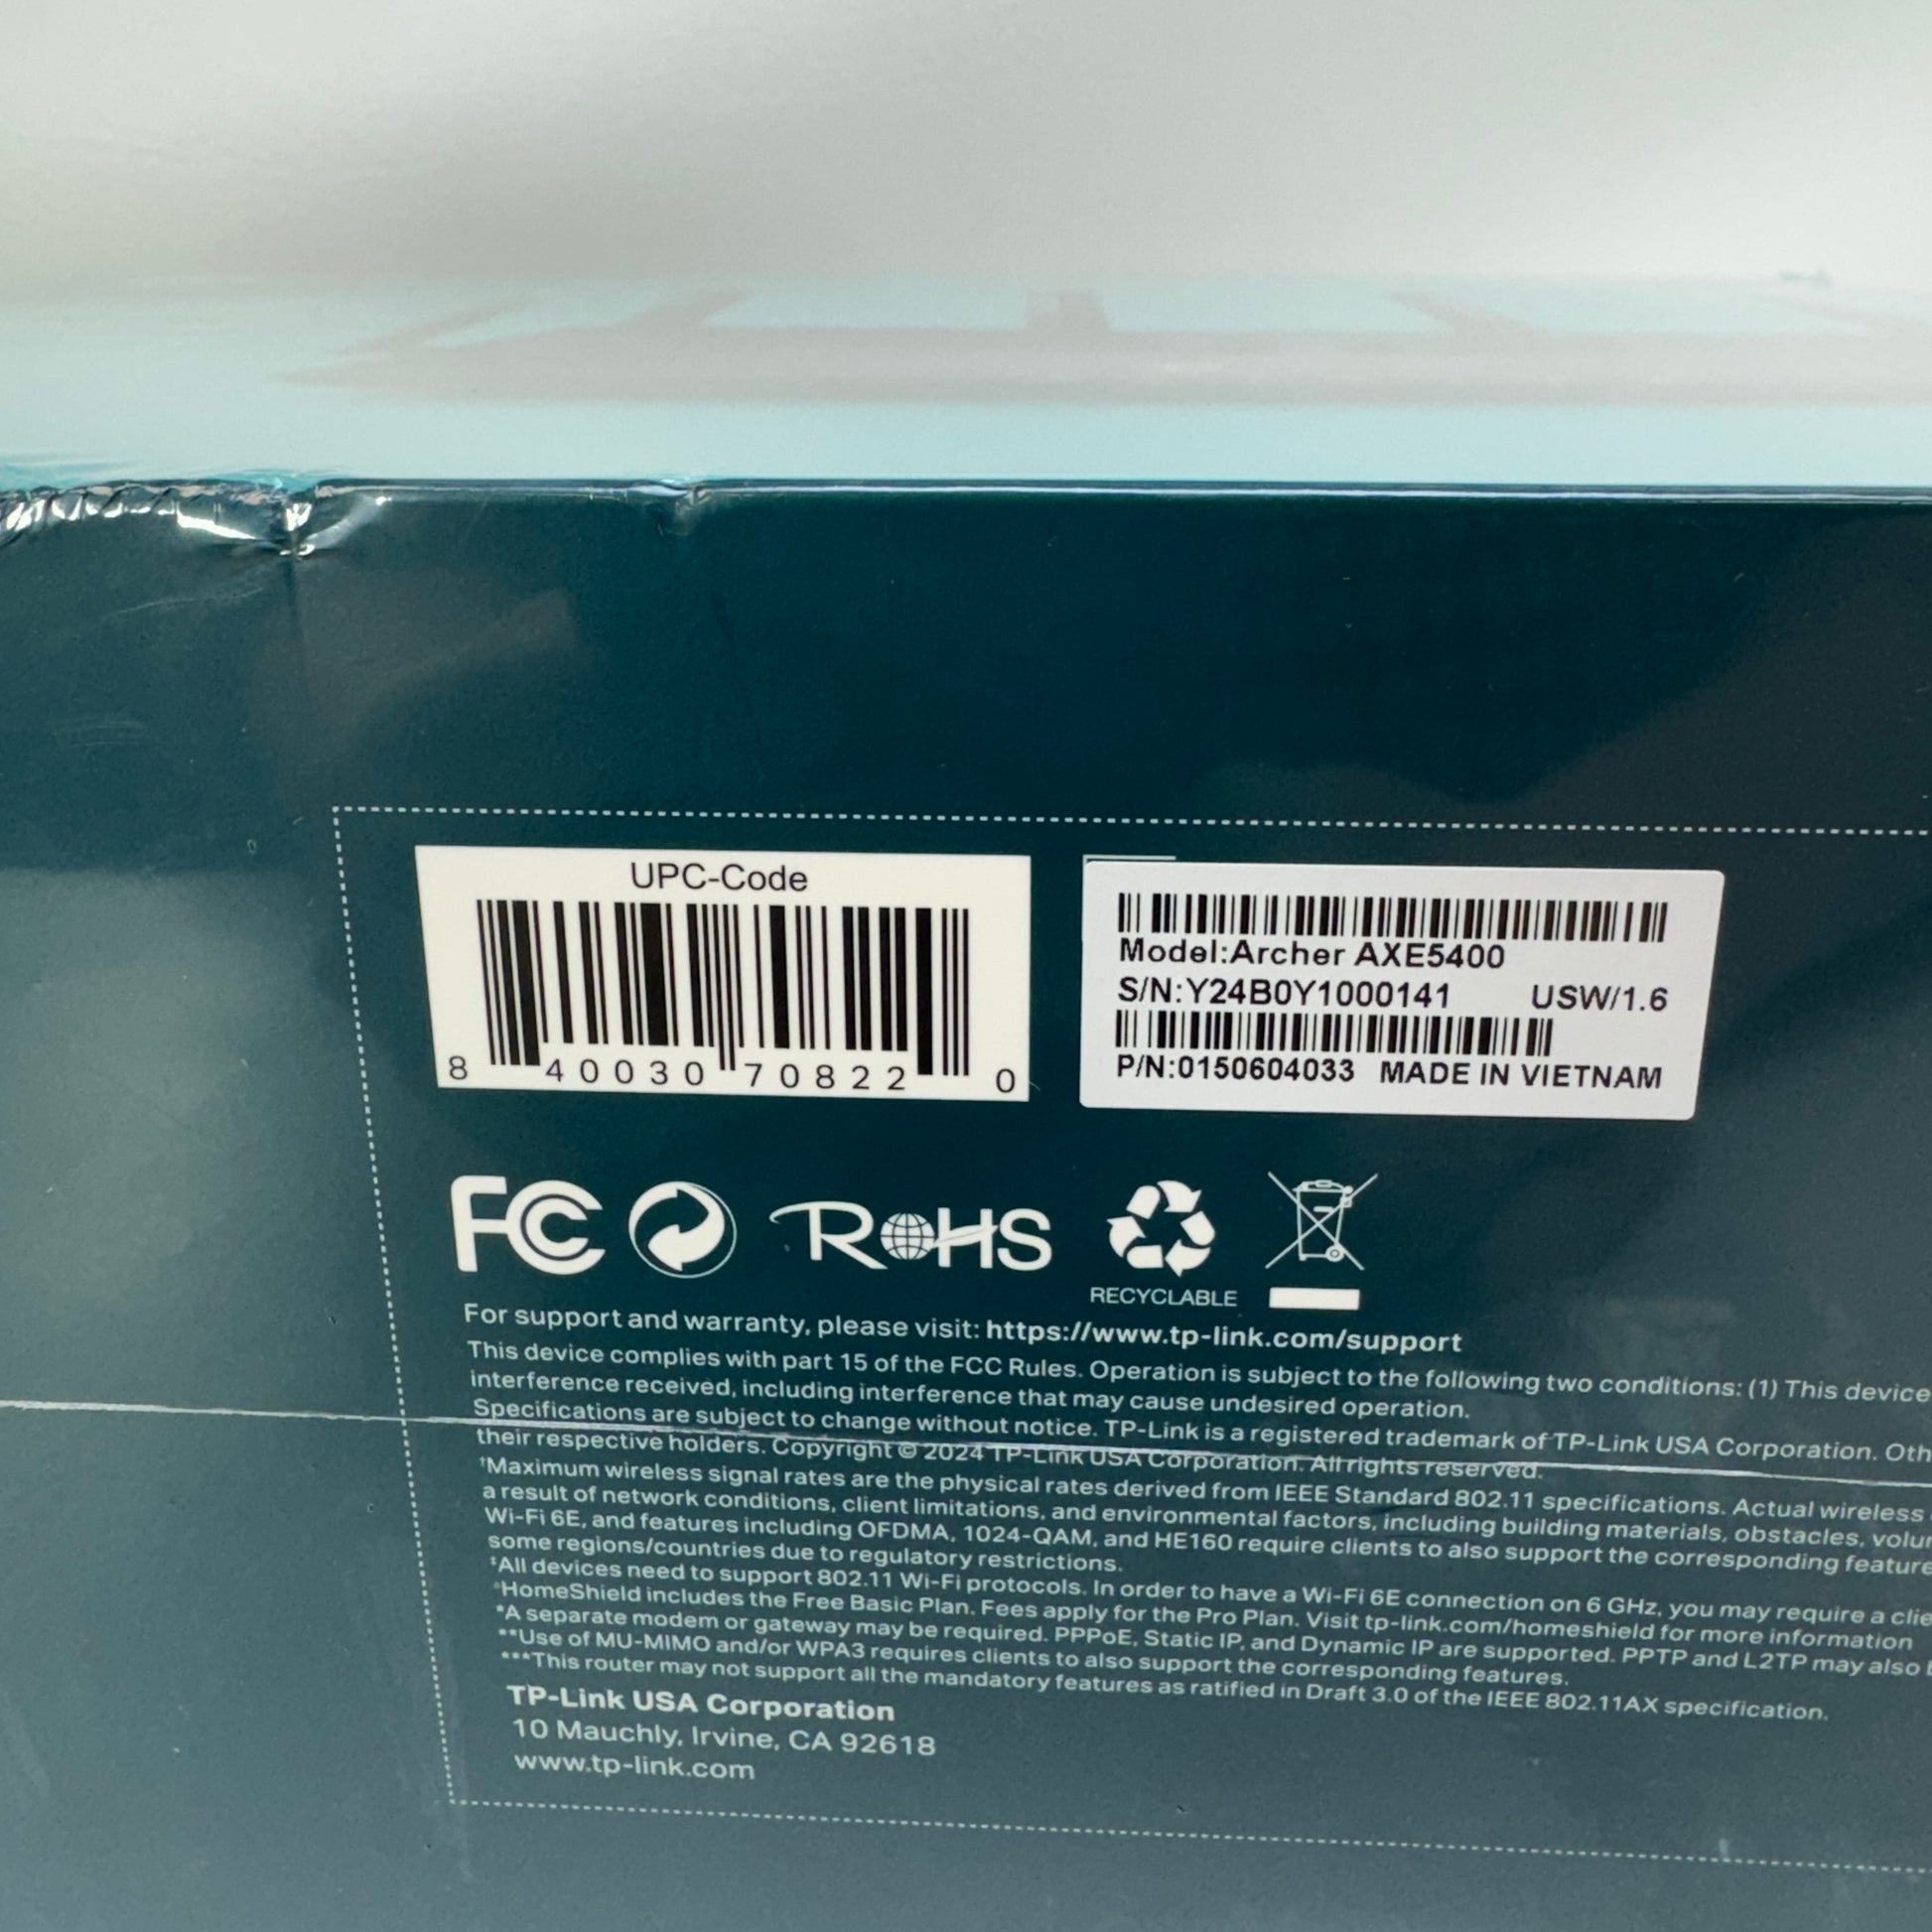 UPC-Code
8 40030 70822 0
Model:Archer AXE5400
S/N:Y24B0Y1000141 USW/1.6
P/N:0150604033 MADE IN VIETNAM
FC RoHS
RECYCLABLE
For support and warranty, please visit: https://www.tp-link.com/support
This device complies with part 15 of the FCC Rules. Operation is subject to the following two conditions: (1) This device
interference received, including interference that may cause undesired operation.
Specifications are subject to change without notice. TP-Link is a registered trademark of TP-Link USA Corporation. Oth
their respective holders. Copyright © 2024 TP-Link USA Corporation. All rights reserved.
†Maximum wireless signal rates are the physical rates derived from IEEE Standard 802.11 specifications. Actual wireless
a result of network conditions, client limitations, and environmental factors, including building materials, obstacles, volu
Wi-Fi 6E, and features including OFDMA, 1024-QAM, and HE160 require clients to also support the corresponding feature
some regions/countries due to regulatory restrictions.
‡All devices need to support 802.11 Wi-Fi protocols. In order to have a Wi-Fi 6E connection on 6 GHz, you may require a clie
^HomeShield includes the Free Basic Plan. Fees apply for the Pro Plan. Visit tp-link.com/homeshield for more information
*A separate modem or gateway may be required. PPPoE, Static IP, and Dynamic IP are supported. PPTP and L2TP may also
**Use of MU-MIMO and/or WPA3 requires clients to also support the corresponding features.
***This router may not support all the mandatory features as ratified in Draft 3.0 of the IEEE 802.11AX specification.
TP-Link USA Corporation
10 Mauchly, Irvine, CA 92618
www.tp-link.com